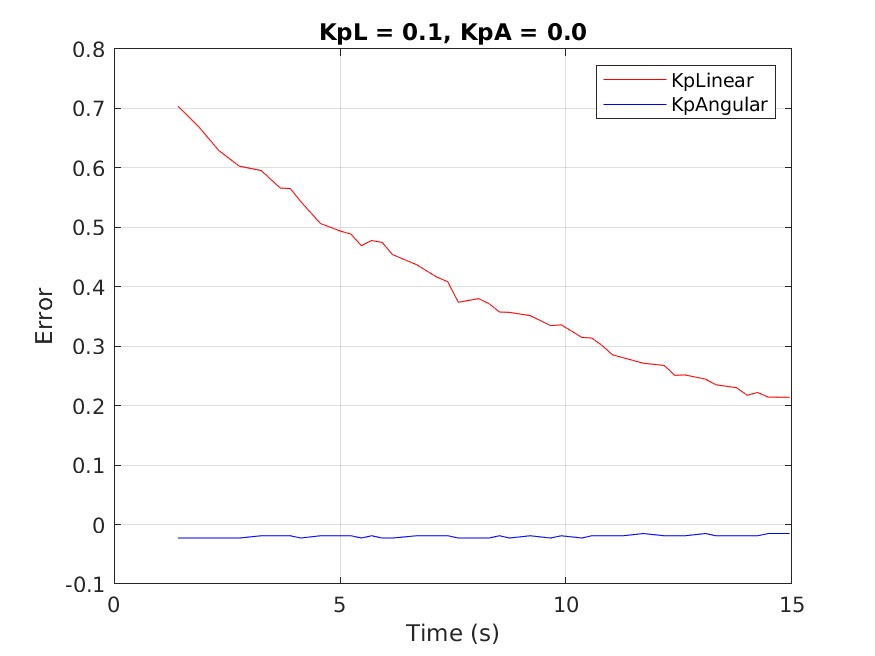 KpL = 0.1, KpA = 0.0
0.8
0.7
0.6
0.5
0.4
0.3
0.2
0.1
0
-0.1
Error
KpLinear
KpAngular
0 5 10 15
Time (s)